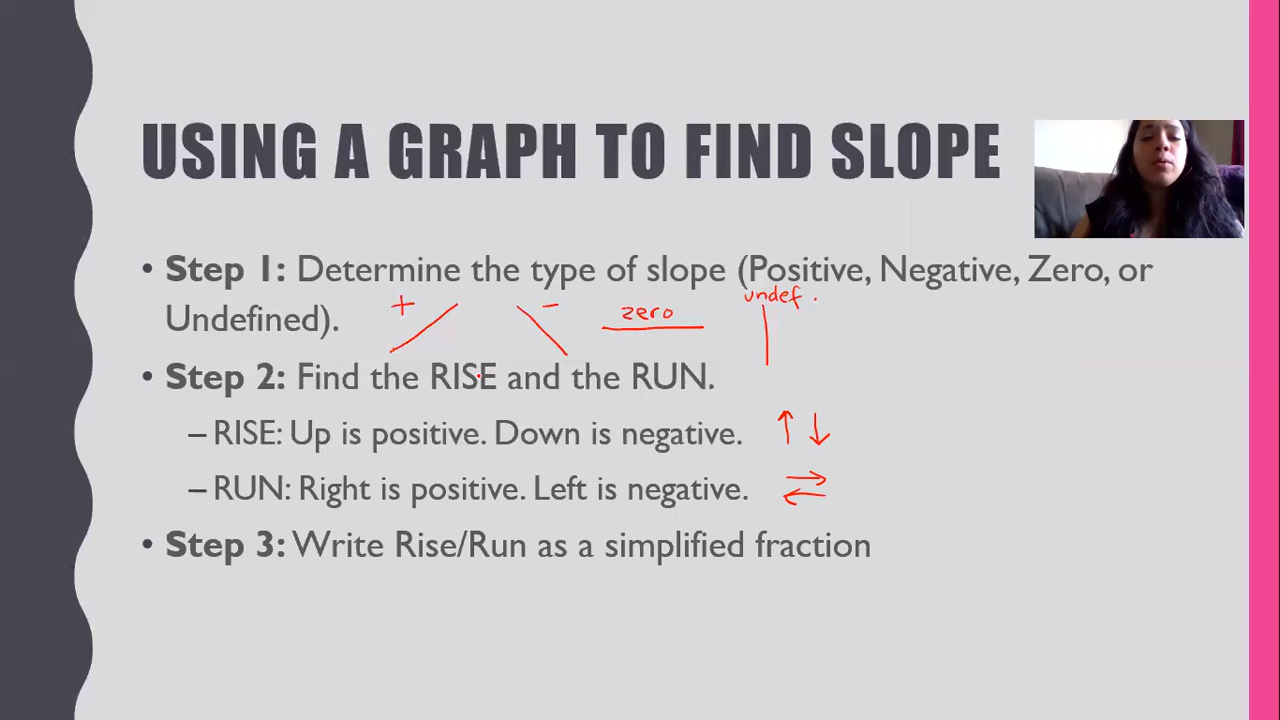 USING A GRAPH TO FIND SLOPE
• Step 1: Determine the type of slope (Positive, Negative, Zero, or
undef.
+ − zero
Undefined).
• Step 2: Find the RISE and the RUN.
– RISE: Up is positive. Down is negative. ↑ ↓
– RUN: Right is positive. Left is negative. → ←
• Step 3: Write Rise/Run as a simplified fraction